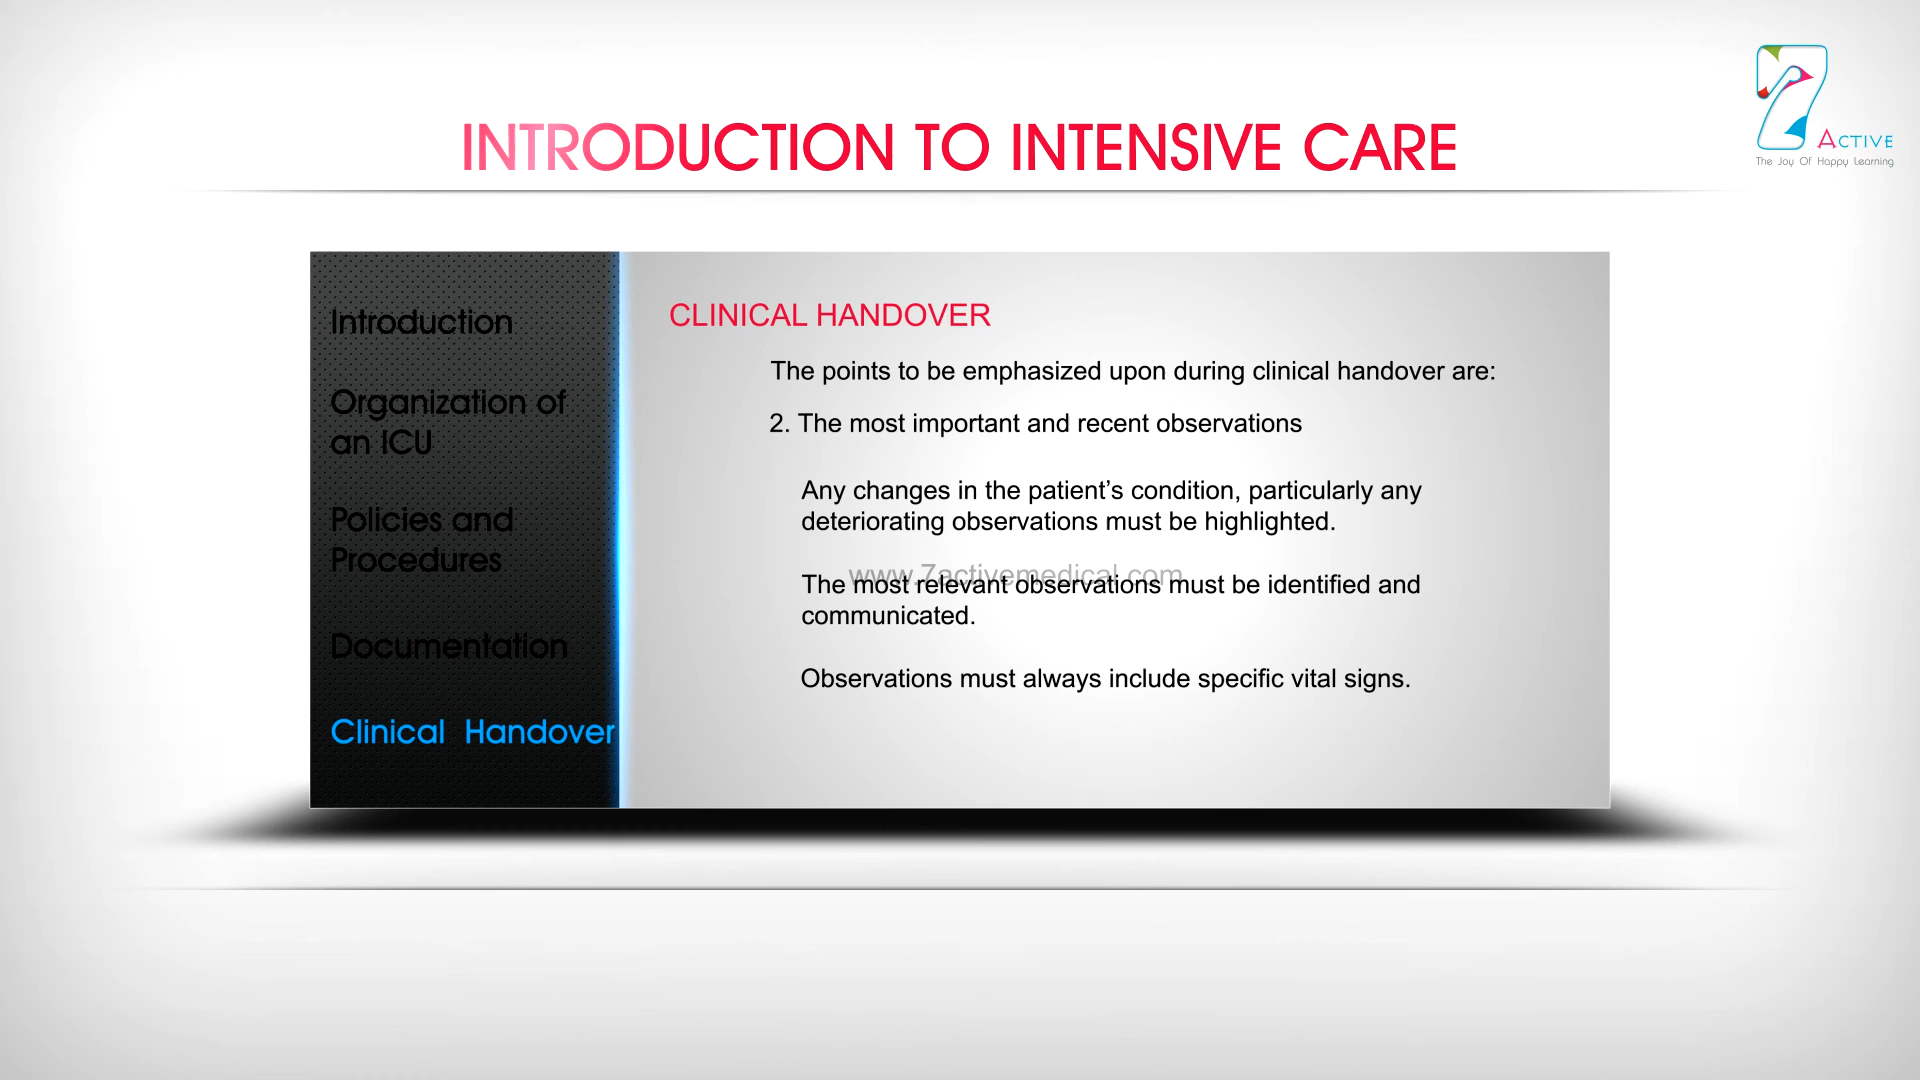 7 ACTIVE
The Joy Of Happy Learning
INTRODUCTION TO INTENSIVE CARE
Introduction
Organization of
an ICU
Policies and
Procedures
Documentation
Clinical Handover
CLINICAL HANDOVER
The points to be emphasized upon during clinical handover are:
2. The most important and recent observations
Any changes in the patient’s condition, particularly any
deteriorating observations must be highlighted.
www.7activemedical.com
The most relevant observations must be identified and
communicated.
Observations must always include specific vital signs.